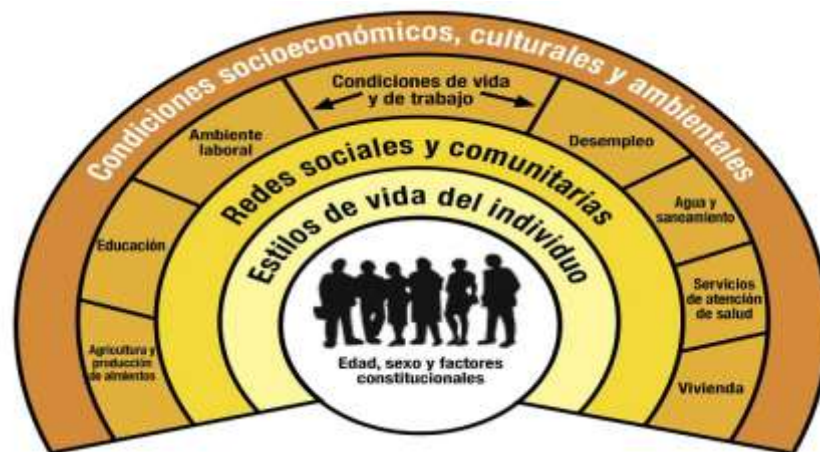 Condiciones socioeconómicos, culturales y ambientales
Condiciones de vida
y de trabajo
Ambiente
laboral
Desempleo
Redes sociales y comunitarias
Agua y
saneamiento
Estilos de vida del individuo
Educación
Servicios
de atención
de salud
Agricultura y
producción
de alimientos
Edad, sexo y factores
constitucionales
Vivienda